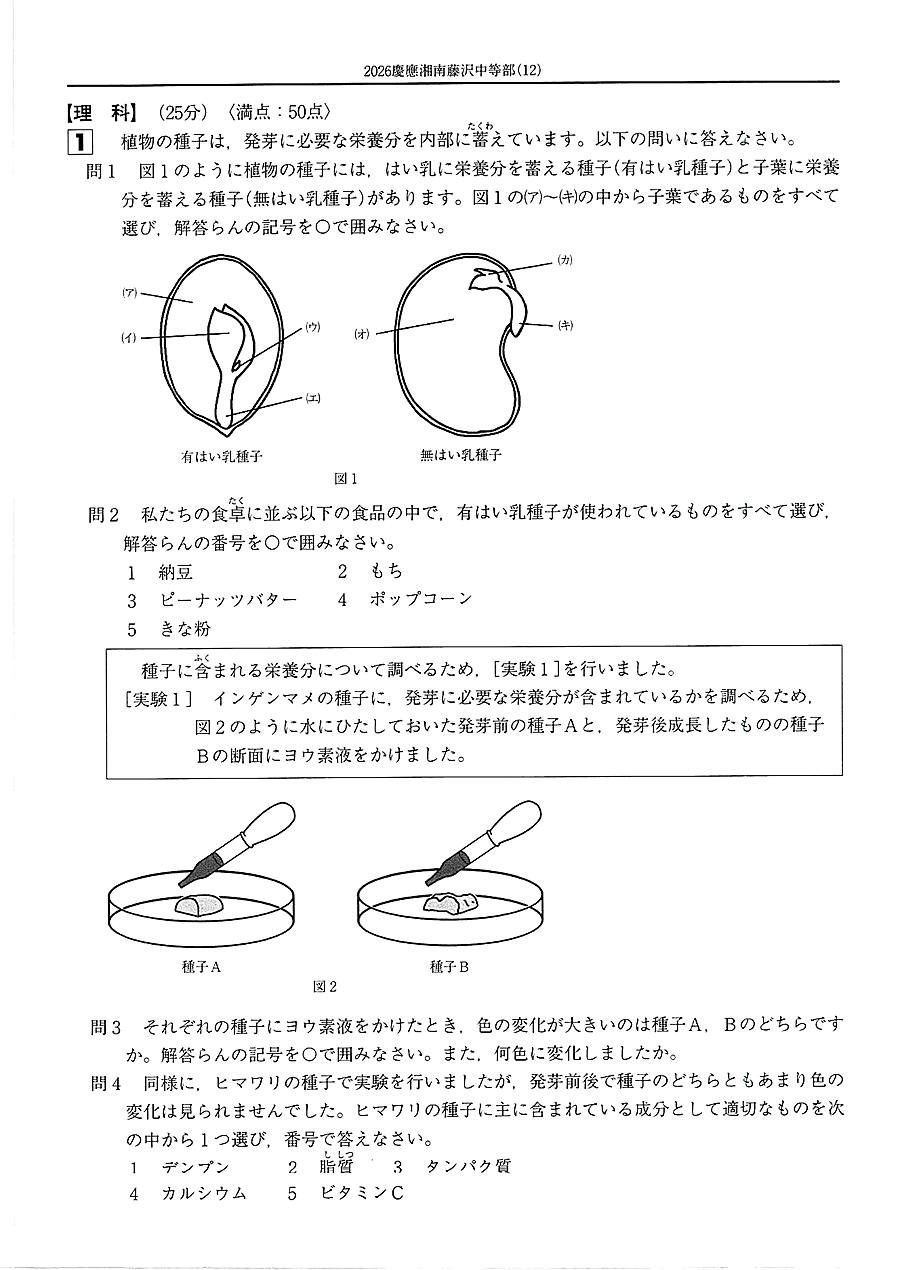 2026慶應湘南藤沢中等部(12)
【理 科】 (25分) 〈満点：50点〉
1 植物の種子は，発芽に必要な栄養分を内部に蓄えています。以下の問いに答えなさい。
たくわ
問1 図1のように植物の種子には，はい乳に栄養分を蓄える種子(有はい乳種子)と子葉に栄養
分を蓄える種子(無はい乳種子)があります。図1の(ア)～(キ)の中から子葉であるものをすべて
選び，解答らんの記号を〇で囲みなさい。
(ア)
(イ)
(ウ)
(エ)
有はい乳種子
(オ)
(カ)
(キ)
無はい乳種子
図1
問2 私たちの食卓に並ぶ以下の食品の中で，有はい乳種子が使われているものをすべて選び，
たく
解答らんの番号を〇で囲みなさい。
1 納豆 2 もち
3 ピーナッツバター 4 ポップコーン
5 きな粉
種子に含まれる栄養分について調べるため，[実験1]を行いました。
ふく
[実験1] インゲンマメの種子に，発芽に必要な栄養分が含まれているかを調べるため，
図2のように水にひたしておいた発芽前の種子Aと，発芽後成長したものの種子
Bの断面にヨウ素液をかけました。
種子A
種子B
図2
問3 それぞれの種子にヨウ素液をかけたとき，色の変化が大きいのは種子A，Bのどちらです
か。解答らんの記号を〇で囲みなさい。また，何色に変化しましたか。
問4 同様に，ヒマワリの種子で実験を行いましたが，発芽前後で種子のどちらともあまり色の
変化は見られませんでした。ヒマワリの種子に主に含まれている成分として適切なものを次
の中から1つ選び，番号で答えなさい。
1 デンプン 2 脂質 3 タンパク質
ししつ
4 カルシウム 5 ビタミンC